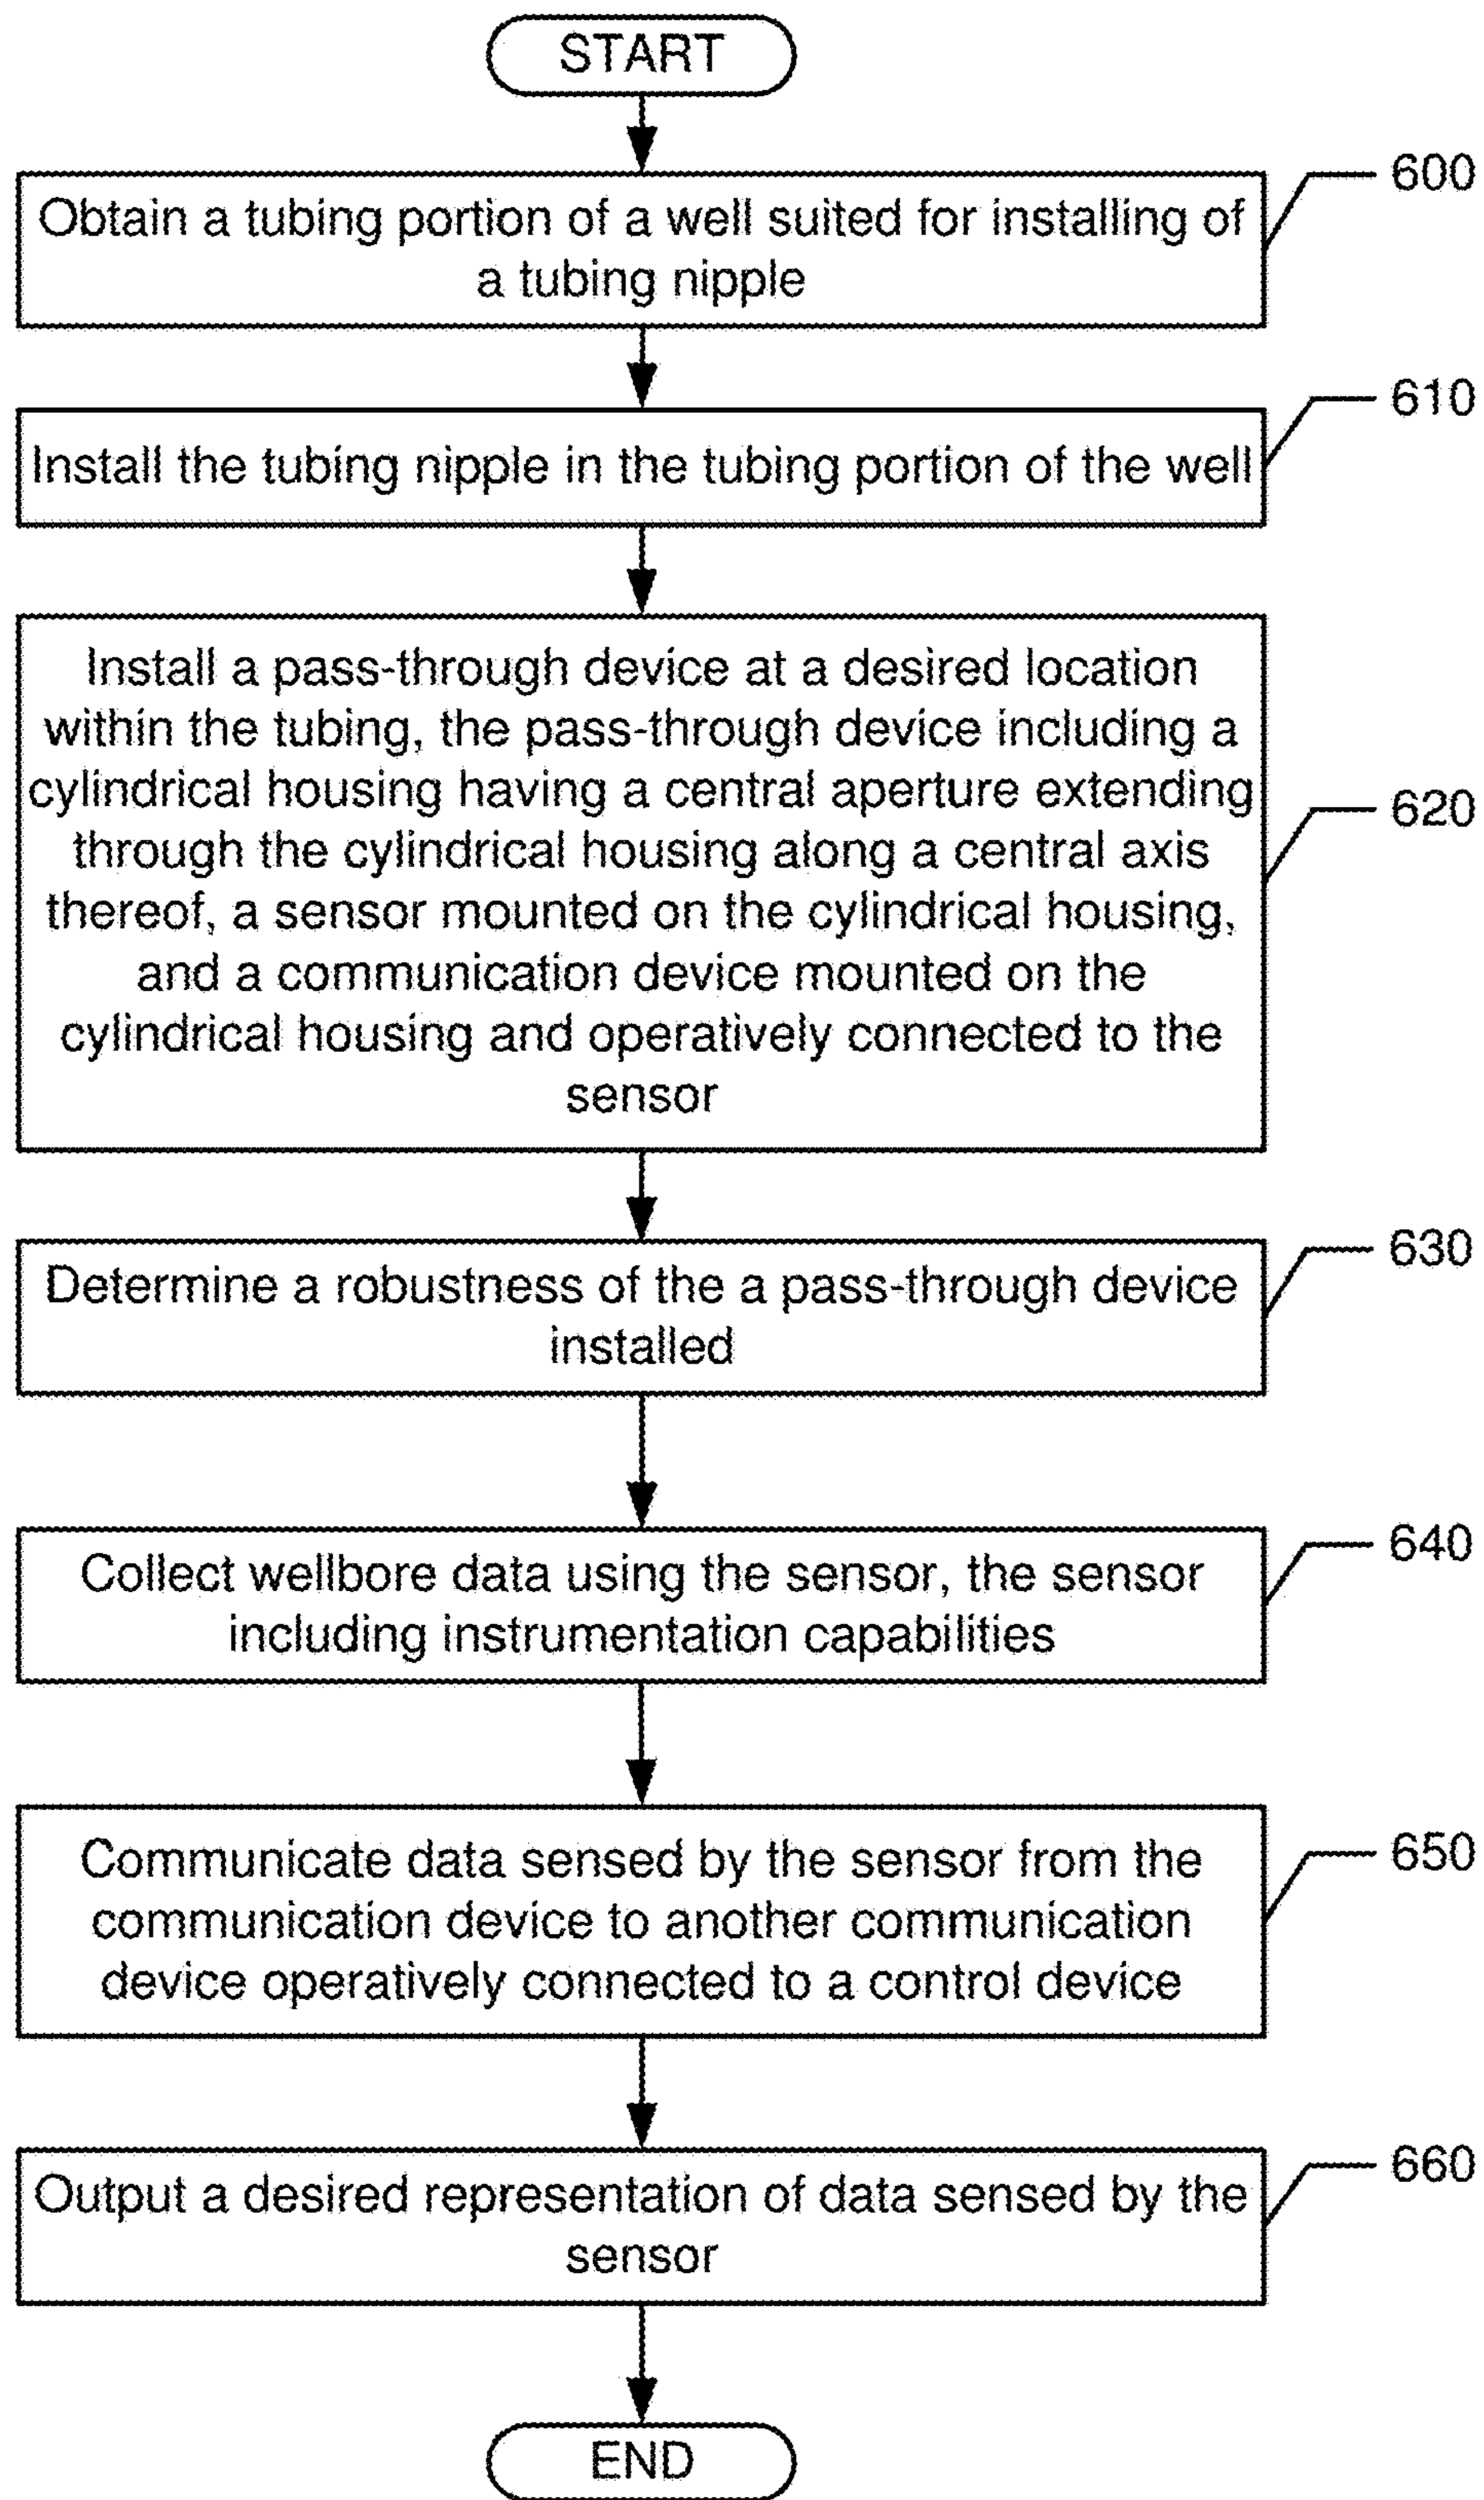 START
600
Obtain a tubing portion of a well suited for installing of
a tubing nipple
610
Install the tubing nipple in the tubing portion of the well
Install a pass-through device at a desired location
within the tubing, the pass-through device including a
cylindrical housing having a central aperture extending
620
through the cylindrical housing along a central axis
thereof, a sensor mounted on the cylindrical housing,
and a communication device mounted on the
cylindrical housing and operatively connected to the
sensor
630
Determine a robustness of the a pass-through device
installed
640
Collect wellbore data using the sensor, the sensor
including instrumentation capabilities
650
Communicate data sensed by the sensor from the
communication device to another communication
device operatively connected to a control device
660
Output a desired representation of data sensed by the
sensor
END